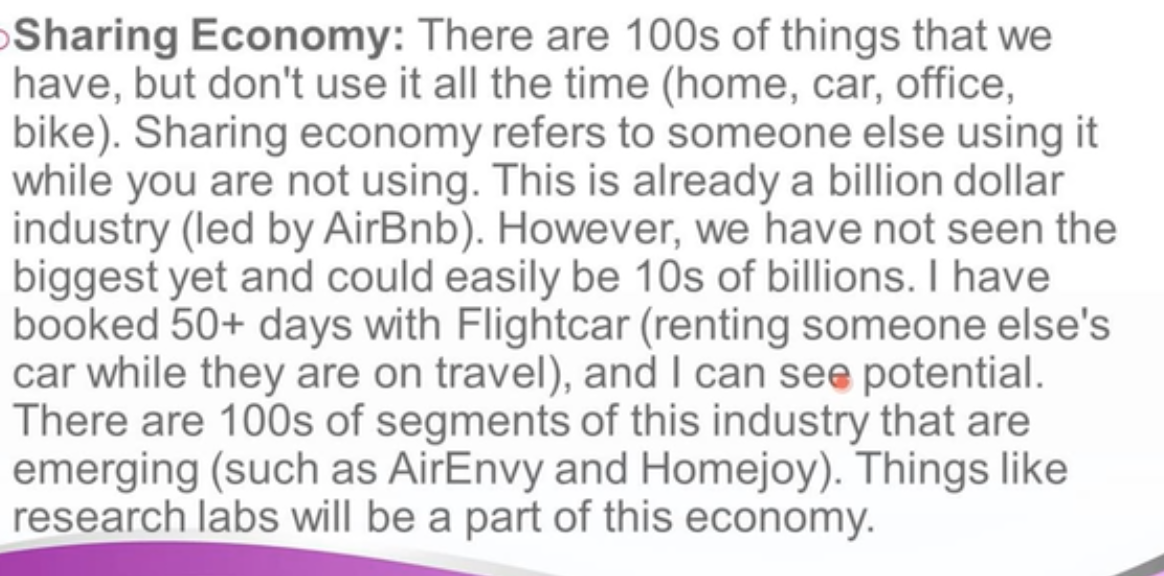 Sharing Economy: There are 100s of things that we
have, but don't use it all the time (home, car, office,
bike). Sharing economy refers to someone else using it
while you are not using. This is already a billion dollar
industry (led by AirBnb). However, we have not seen the
biggest yet and could easily be 10s of billions. I have
booked 50+ days with Flightcar (renting someone else's
car while they are on travel), and I can see potential.
There are 100s of segments of this industry that are
emerging (such as AirEnvy and Homejoy). Things like
research labs will be a part of this economy.